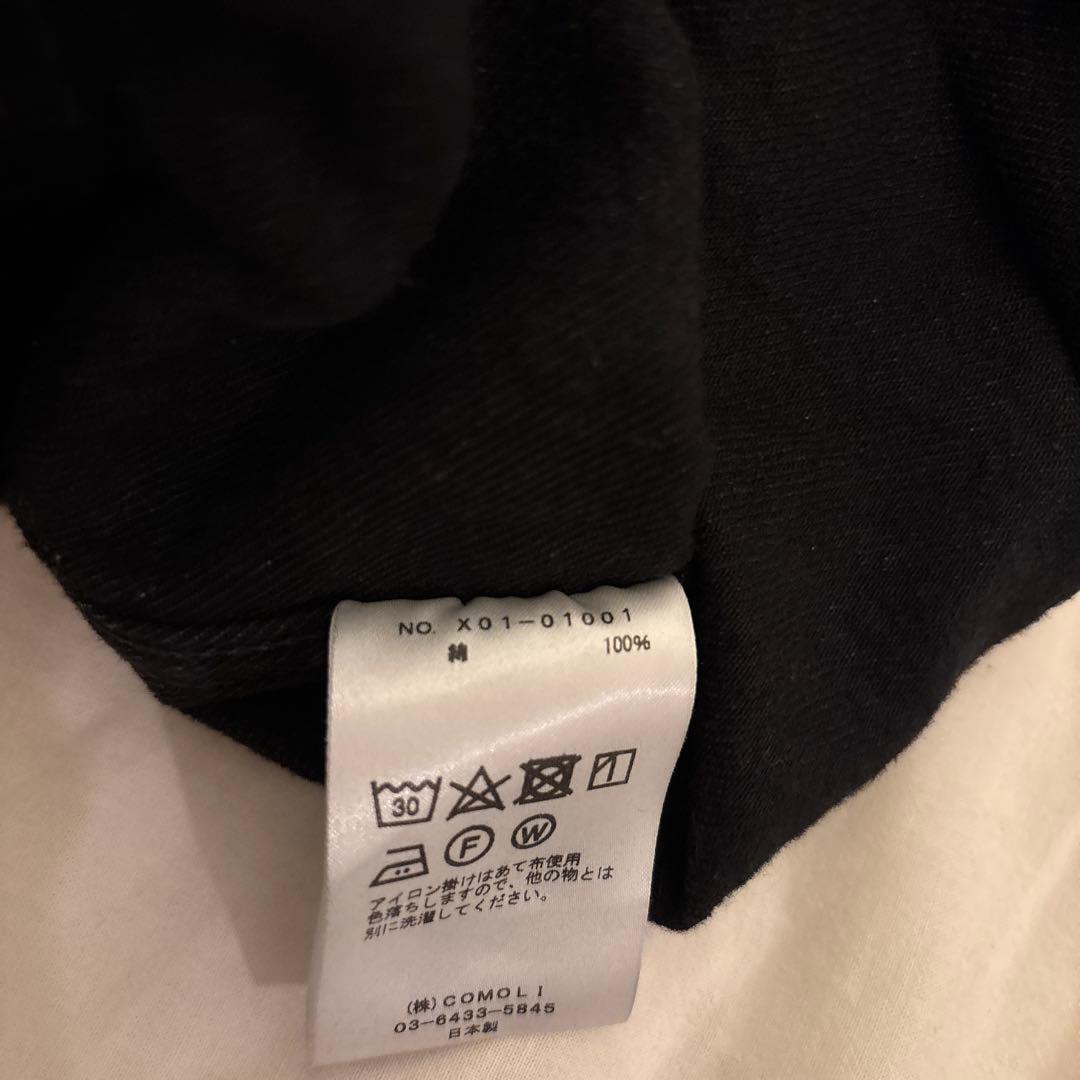 NO. X01-01001
綿 100%
30
F W
アイロン掛けはあて布使用
色落ちしますので、他の物とは
別に洗濯してください。
(株)COMOLI
03-6433-5845
日本製